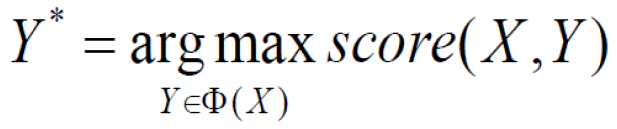 Y* = arg max score(X,Y)
Y∈Φ(X)